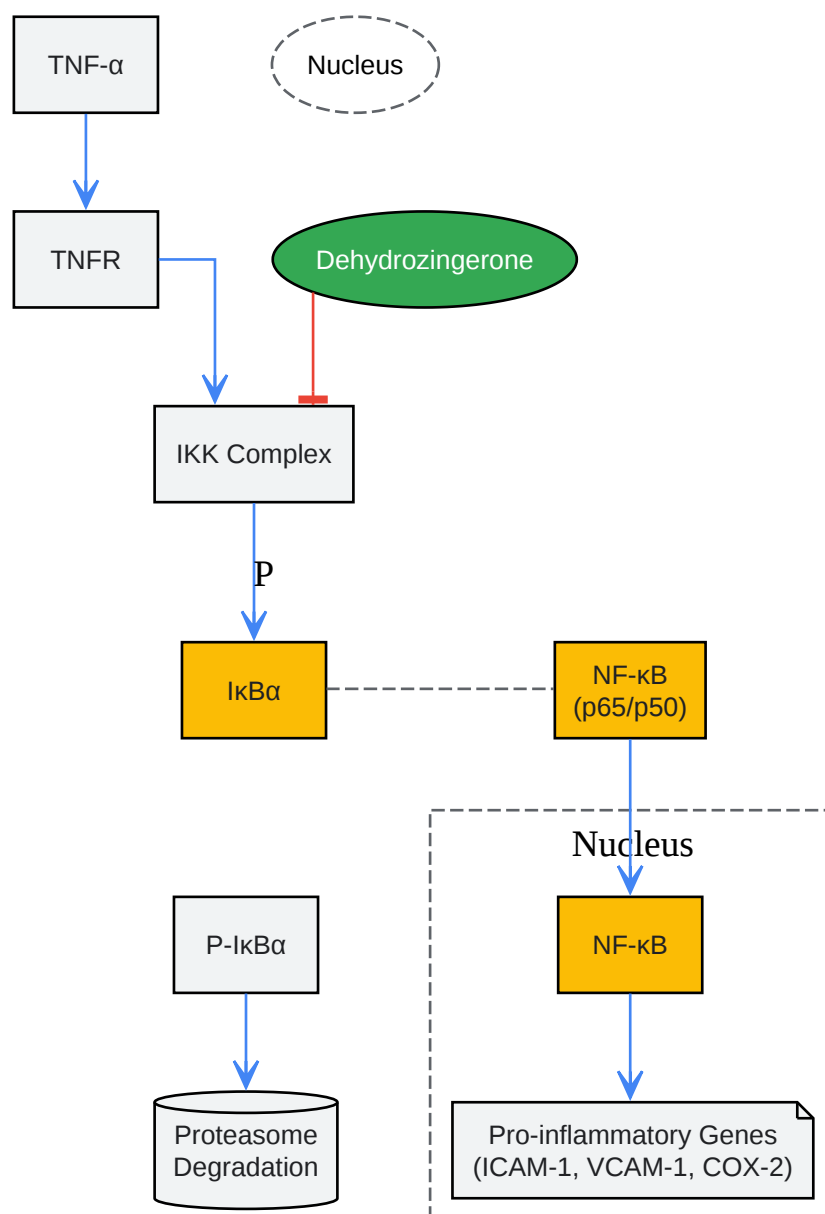 TNF-α
Nucleus
TNFR
Dehydrozingerone
IKK Complex
P
IκBα
NF-κB
(p65/p50)
Nucleus
P-IκBα
NF-κB
Proteasome
Degradation
Pro-inflammatory Genes
(ICAM-1, VCAM-1, COX-2)